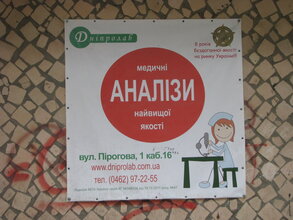 Дніпролаб
8 років
бездоганної якості
на ринку України!
медичні
АНАЛІЗИ
найвищої
якості
вул. Пірогова, 1 каб.16
www.dniprolab.com.ua
тел. (0462) 97-22-55